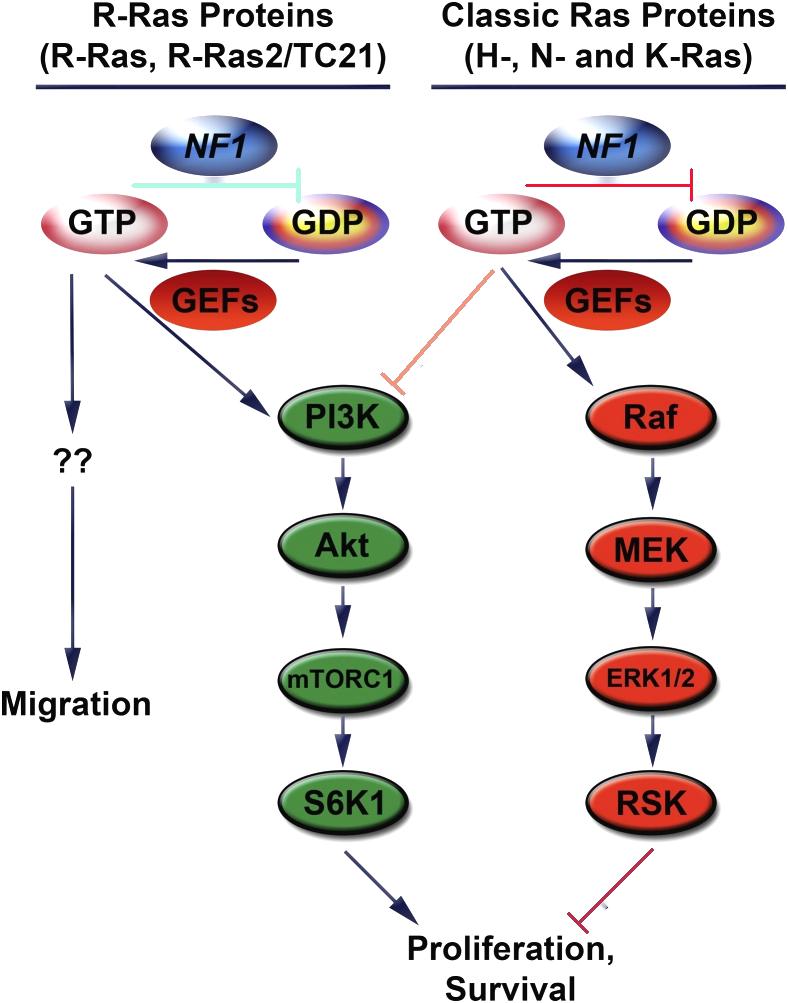 R-Ras Proteins
(R-Ras, R-Ras2/TC21)
Classic Ras Proteins
(H-, N- and K-Ras)
NF1
NF1
GTP
GDP
GTP
GDP
GEFs
GEFs
PI3K
Raf
??
Akt
MEK
mTORC1
ERK1/2
Migration
S6K1
RSK
Proliferation,
Survival